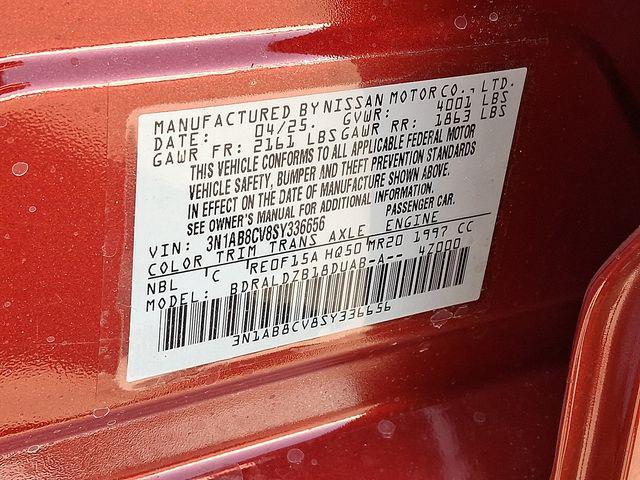 MANUFACTURED BY NISSAN MOTOR CO., LTD.
DATE: 04/25. GVWR: 4001 LBS
GAWR FR: 2161 LBS GAWR RR: 1863 LBS
THIS VEHICLE CONFORMS TO ALL APPLICABLE FEDERAL MOTOR
VEHICLE SAFETY, BUMPER AND THEFT PREVENTION STANDARDS
IN EFFECT ON THE DATE OF MANUFACTURE SHOWN ABOVE.
SEE OWNER'S MANUAL FOR ADDITIONAL INFORMATION.
VIN: 3N1AB8CV8SY336656 PASSENGER CAR.
COLOR TRIM TRANS AXLE ENGINE
NBL C RE0F15A HQ50 MR20 1997 CC
MODEL: BDRALDZB18DUAB-A-- 4Z000
3N1AB8CV8SY336656